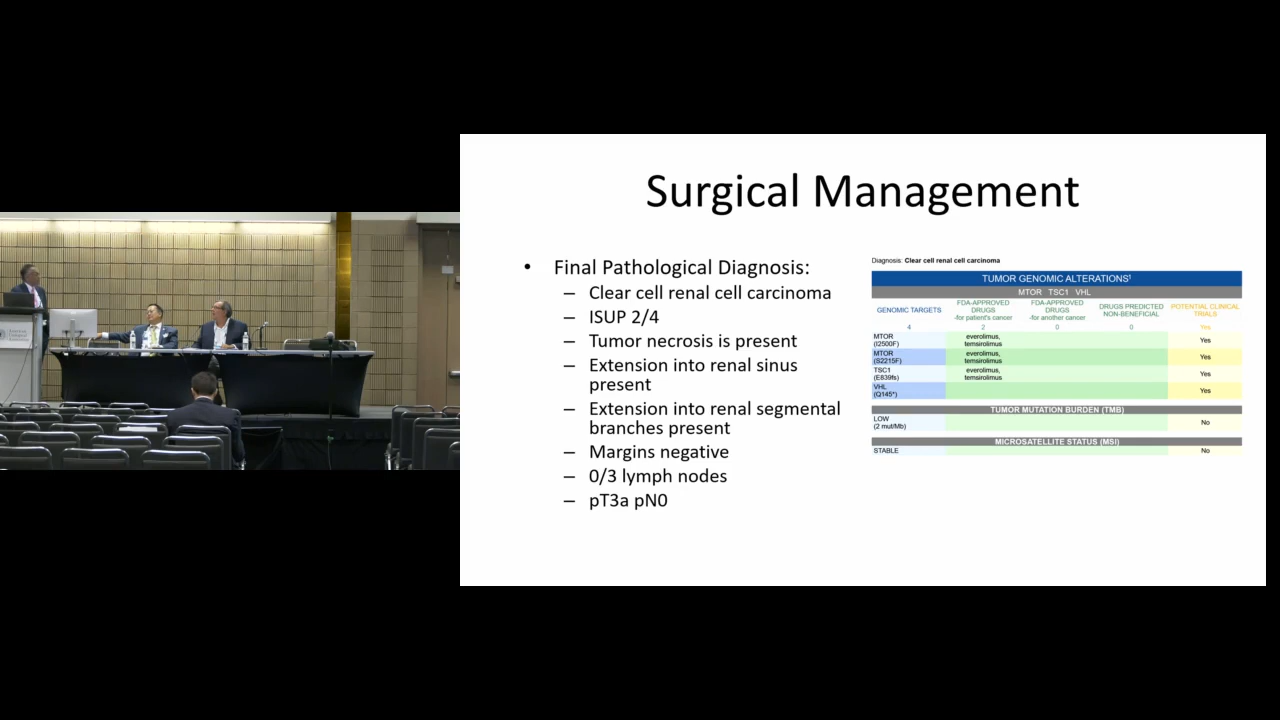 Surgical Management
• Final Pathological Diagnosis:
– Clear cell renal cell carcinoma
– ISUP 2/4
– Tumor necrosis is present
– Extension into renal sinus
present
– Extension into renal segmental
branches present
– Margins negative
– 0/3 lymph nodes
– pT3a pN0
Diagnosis: Clear cell renal cell carcinoma
TUMOR GENOMIC ALTERATIONS¹
MTOR TSC1 VHL
GENOMIC TARGETS
FDA-APPROVED
DRUGS
-for patient's cancer
FDA-APPROVED
DRUGS
-for another cancer
DRUGS PREDICTED
NON-BENEFICIAL
POTENTIAL CLINICAL
TRIALS
4 2 0 0 Yes
MTOR
(I2500F)
everolimus,
temsirolimus
Yes
MTOR
(S2215F)
everolimus,
temsirolimus
Yes
TSC1
(E839fs)
everolimus,
temsirolimus
Yes
VHL
(Q145*)
Yes
TUMOR MUTATION BURDEN (TMB)
LOW
(2 mut/Mb)
No
MICROSATELLITE STATUS (MSI)
STABLE No